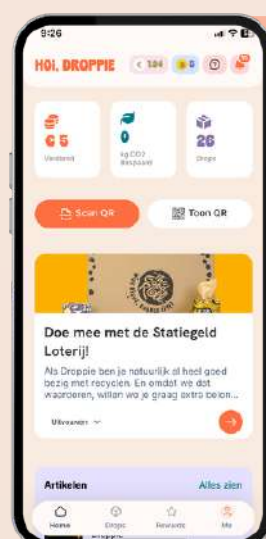 9:26
HOI, DROPPIE
€ 5
0
26
Verdiend
kg CO2
Bespaard
Drops
Scan QR
Toon QR
Doe mee met de Statiegeld
Loterij!
Als Droppie ben je natuurlijk al heel goed
bezig met recyclen. En omdat we dat
waarderen, willen we je graag extra belon...
Uitvouwen
Artikelen
Alles zien
Home
Drops
Rewards
Me
Droppie